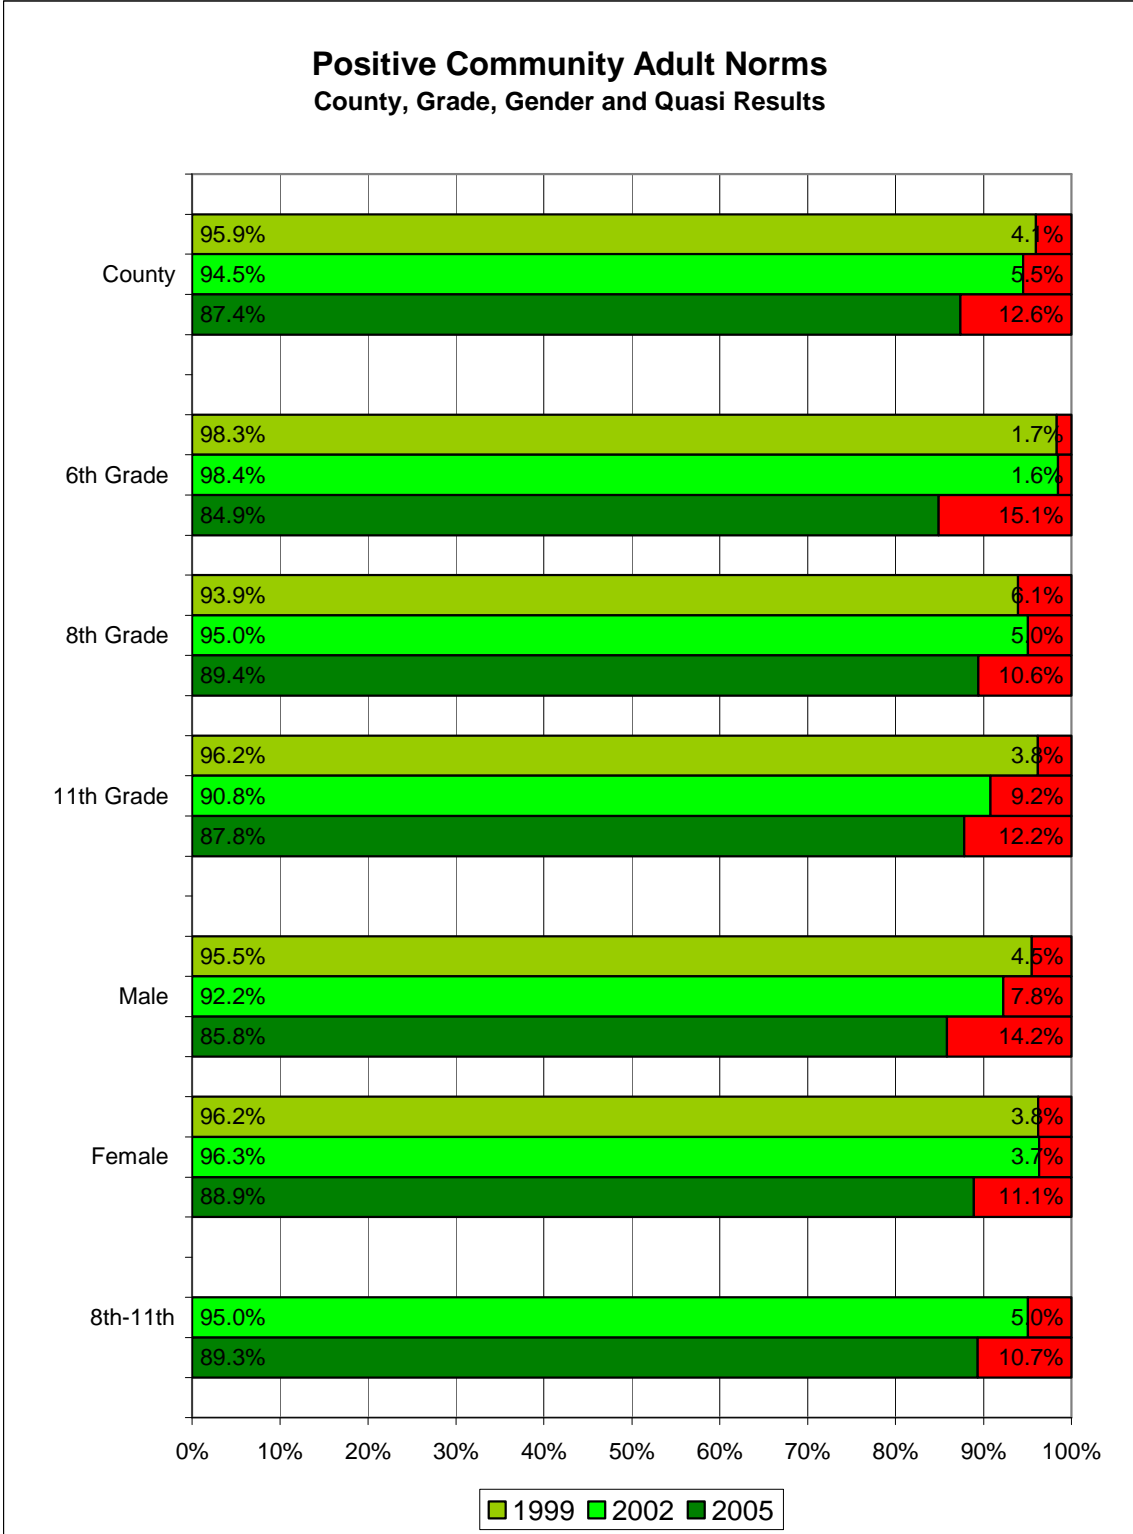 Positive Community Adult Norms
County, Grade, Gender and Quasi Results
95.9% 4.1%
County 94.5% 5.5%
87.4% 12.6%
98.3% 1.7%
6th Grade 98.4% 1.6%
84.9% 15.1%
93.9% 6.1%
8th Grade 95.0% 5.0%
89.4% 10.6%
96.2% 3.8%
11th Grade 90.8% 9.2%
87.8% 12.2%
95.5% 4.5%
Male 92.2% 7.8%
85.8% 14.2%
96.2% 3.8%
Female 96.3% 3.7%
88.9% 11.1%
8th-11th 95.0% 5.0%
89.3% 10.7%
0% 10% 20% 30% 40% 50% 60% 70% 80% 90% 100%
1999 2002 2005